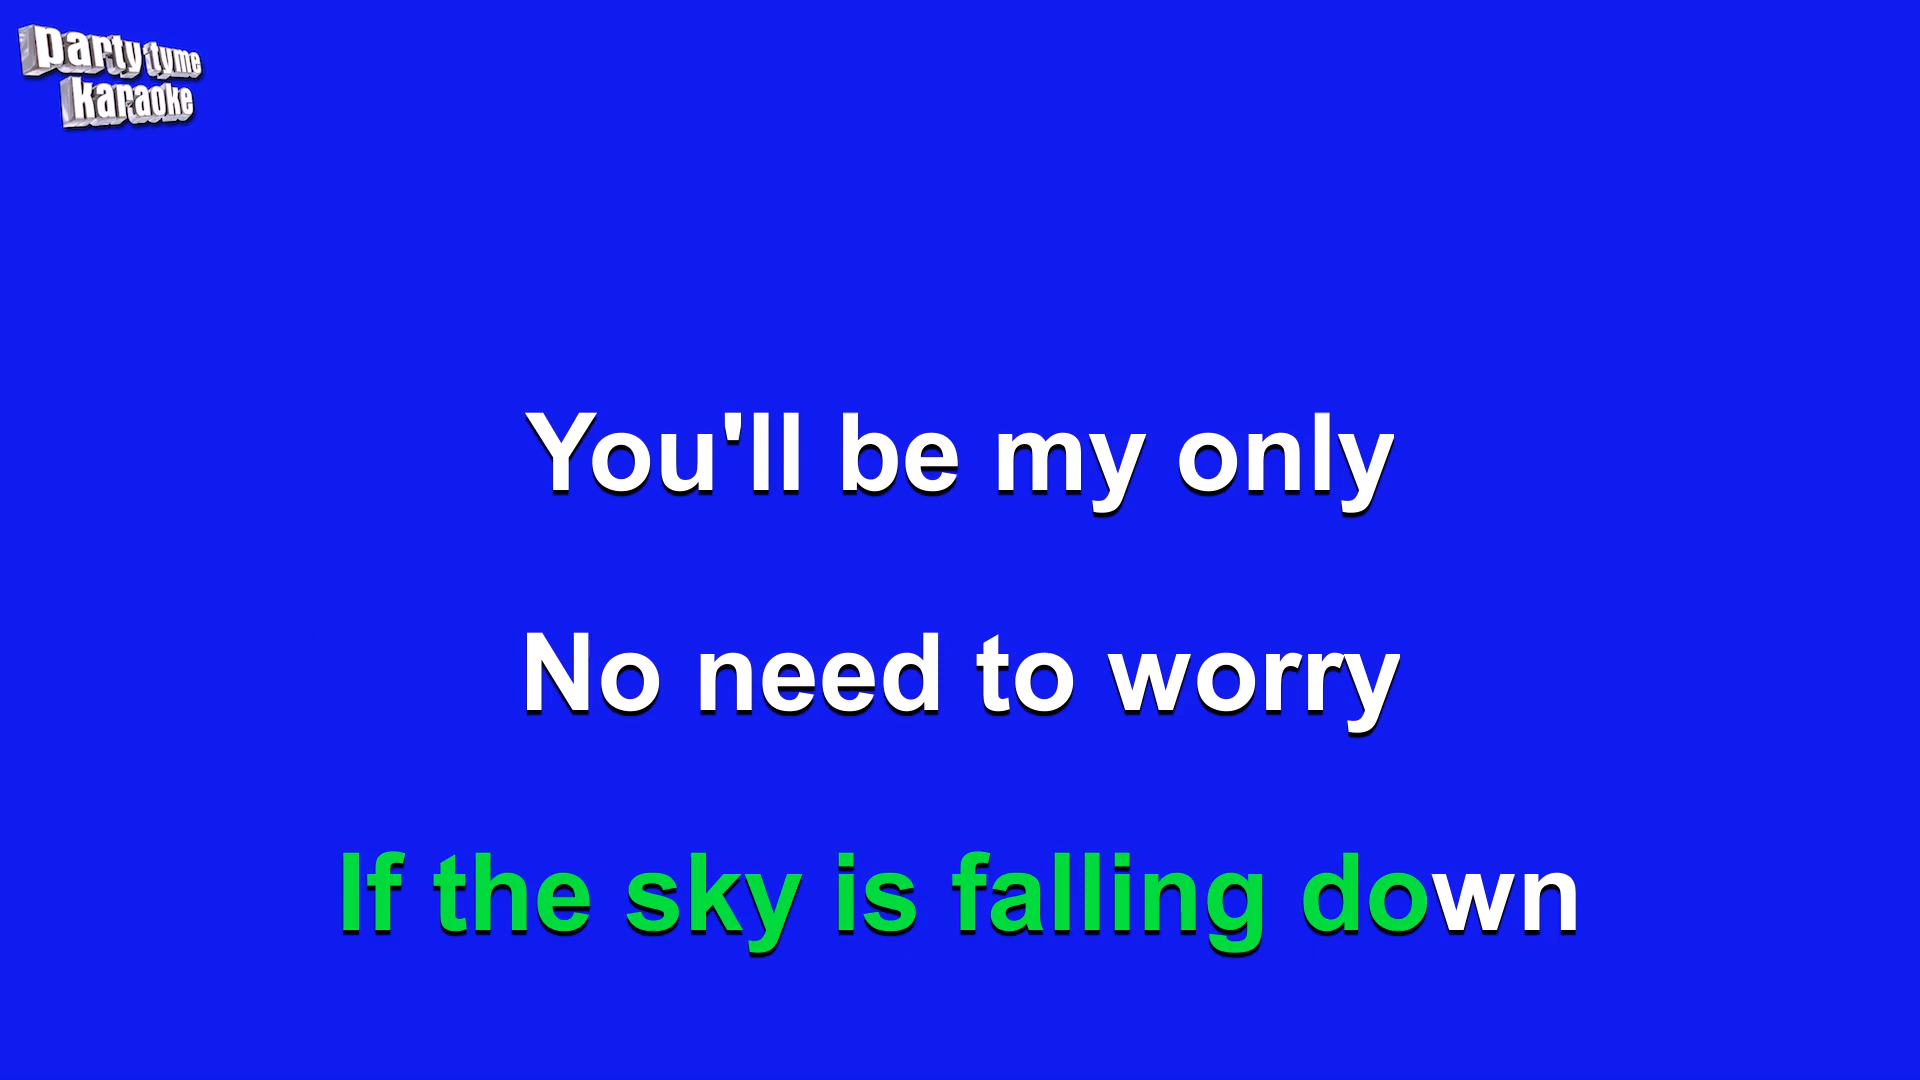 party tyme
karaoke
You'll be my only
No need to worry
If the sky is falling down